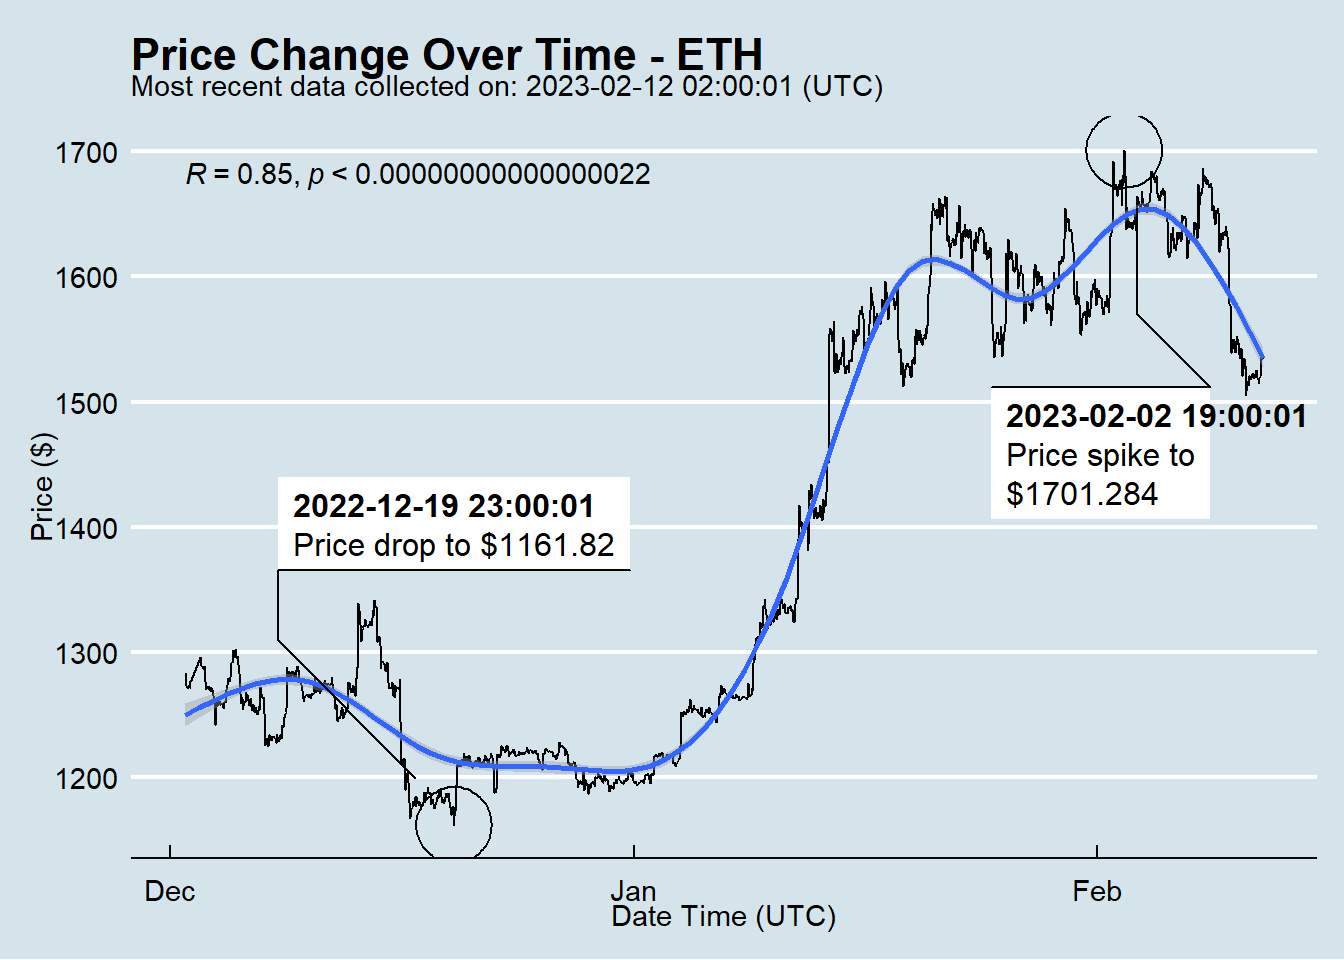 Price Change Over Time - ETH
Most recent data collected on: 2023-02-12 02:00:01 (UTC)
R = 0.85, p < 0.00000000000000022
1700
1600
1500
1400
1300
1200
Price ($)
2023-02-02 19:00:01
Price spike to
$1701.284
2022-12-19 23:00:01
Price drop to $1161.82
Dec
Jan
Feb
Date Time (UTC)